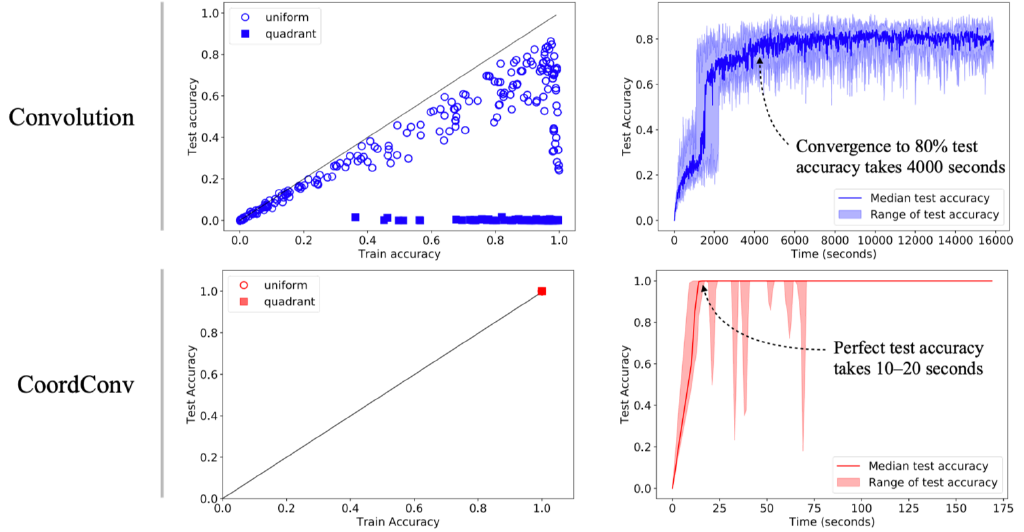 Convolution
uniform
quadrant
Test accuracy
1.0
0.8
0.6
0.4
0.2
0.0
0.0 0.2 0.4 0.6 0.8 1.0
Train accuracy
Test Accuracy
0.8
0.6
0.4
0.2
0.0
Convergence to 80% test
accuracy takes 4000 seconds
Median test accuracy
Range of test accuracy
0 2000 4000 6000 8000 10000 12000 14000 16000
Time (seconds)
CoordConv
uniform
quadrant
Test Accuracy
1.0
0.8
0.6
0.4
0.2
0.0
0.0 0.2 0.4 0.6 0.8 1.0
Train Accuracy
Test Accuracy
1.0
0.8
0.6
0.4
0.2
0.0
Perfect test accuracy
takes 10–20 seconds
Median test accuracy
Range of test accuracy
0 25 50 75 100 125 150 175
Time (seconds)